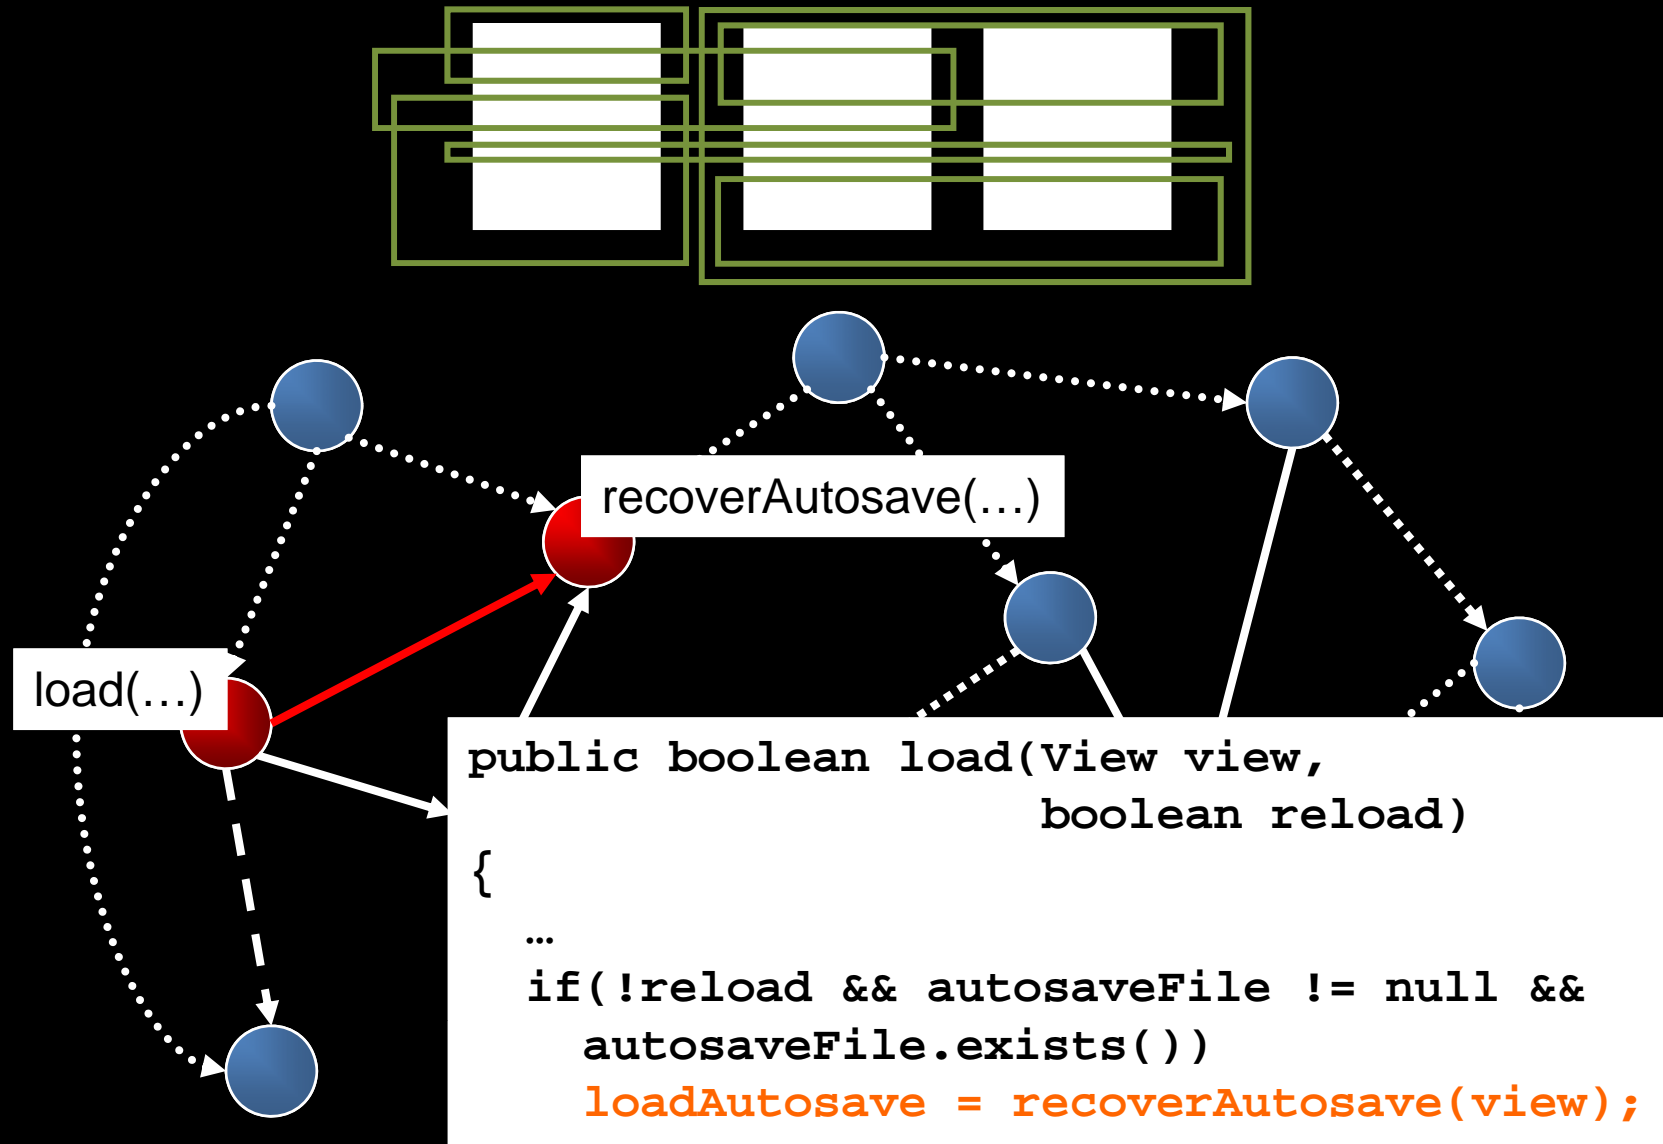 recoverAutosave(…)
load(…)
public boolean load(View view,
boolean reload)
{
…
if(!reload && autosaveFile != null &&
autosaveFile.exists())
loadAutosave = recoverAutosave(view);